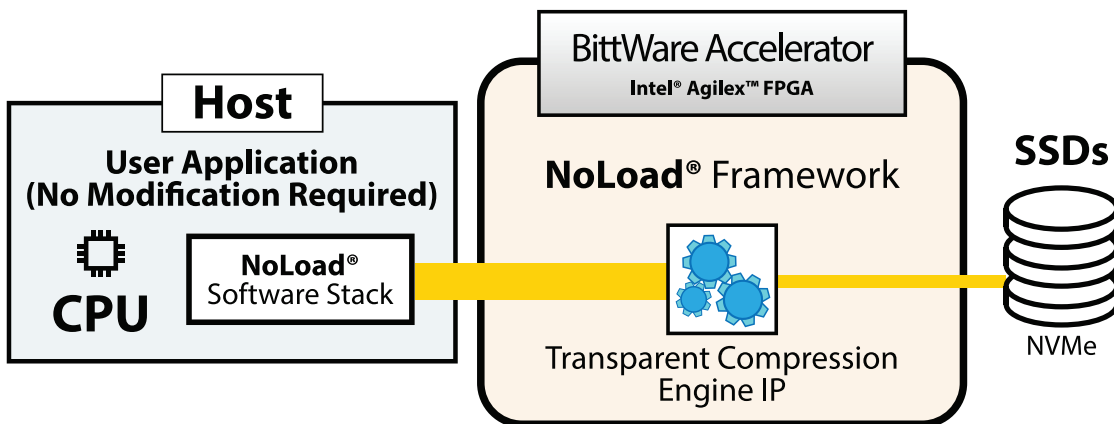 Host
User Application
(No Modification Required)
CPU
NoLoad®
Software Stack
BittWare Accelerator
Intel® Agilex™ FPGA
NoLoad® Framework
Transparent Compression
Engine IP
SSDs
NVMe